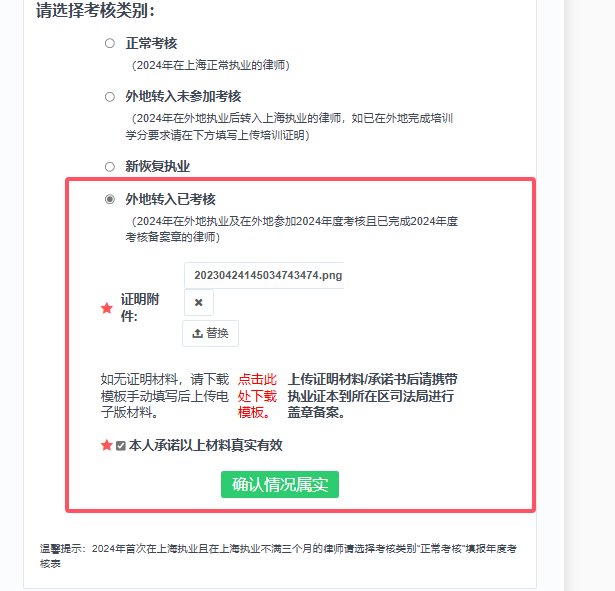 请选择考核类别：
正常考核
（2024年在上海正常执业的律师）
外地转入未参加考核
（2024年在外地执业后转入上海执业的律师，如已在外地完成培训
学分要求请在下方填写上传培训证明）
新恢复执业
外地转入已考核
（2024年在外地执业及在外地参加2024年度考核且已完成2024年度
考核备案章的律师）
20230424145034743474.png
证明附
件:
替换
如无证明材料，请下载
模板手动填写后上传电
子版材料。
点击此
处下载
模板。
上传证明材料/承诺书后请携带
执业证本到所在区司法局进行
盖章备案。
本人承诺以上材料真实有效
确认情况属实
温馨提示：2024年首次在上海执业且在上海执业不满三个月的律师请选择考核类别“正常考核”填报年度考
核表